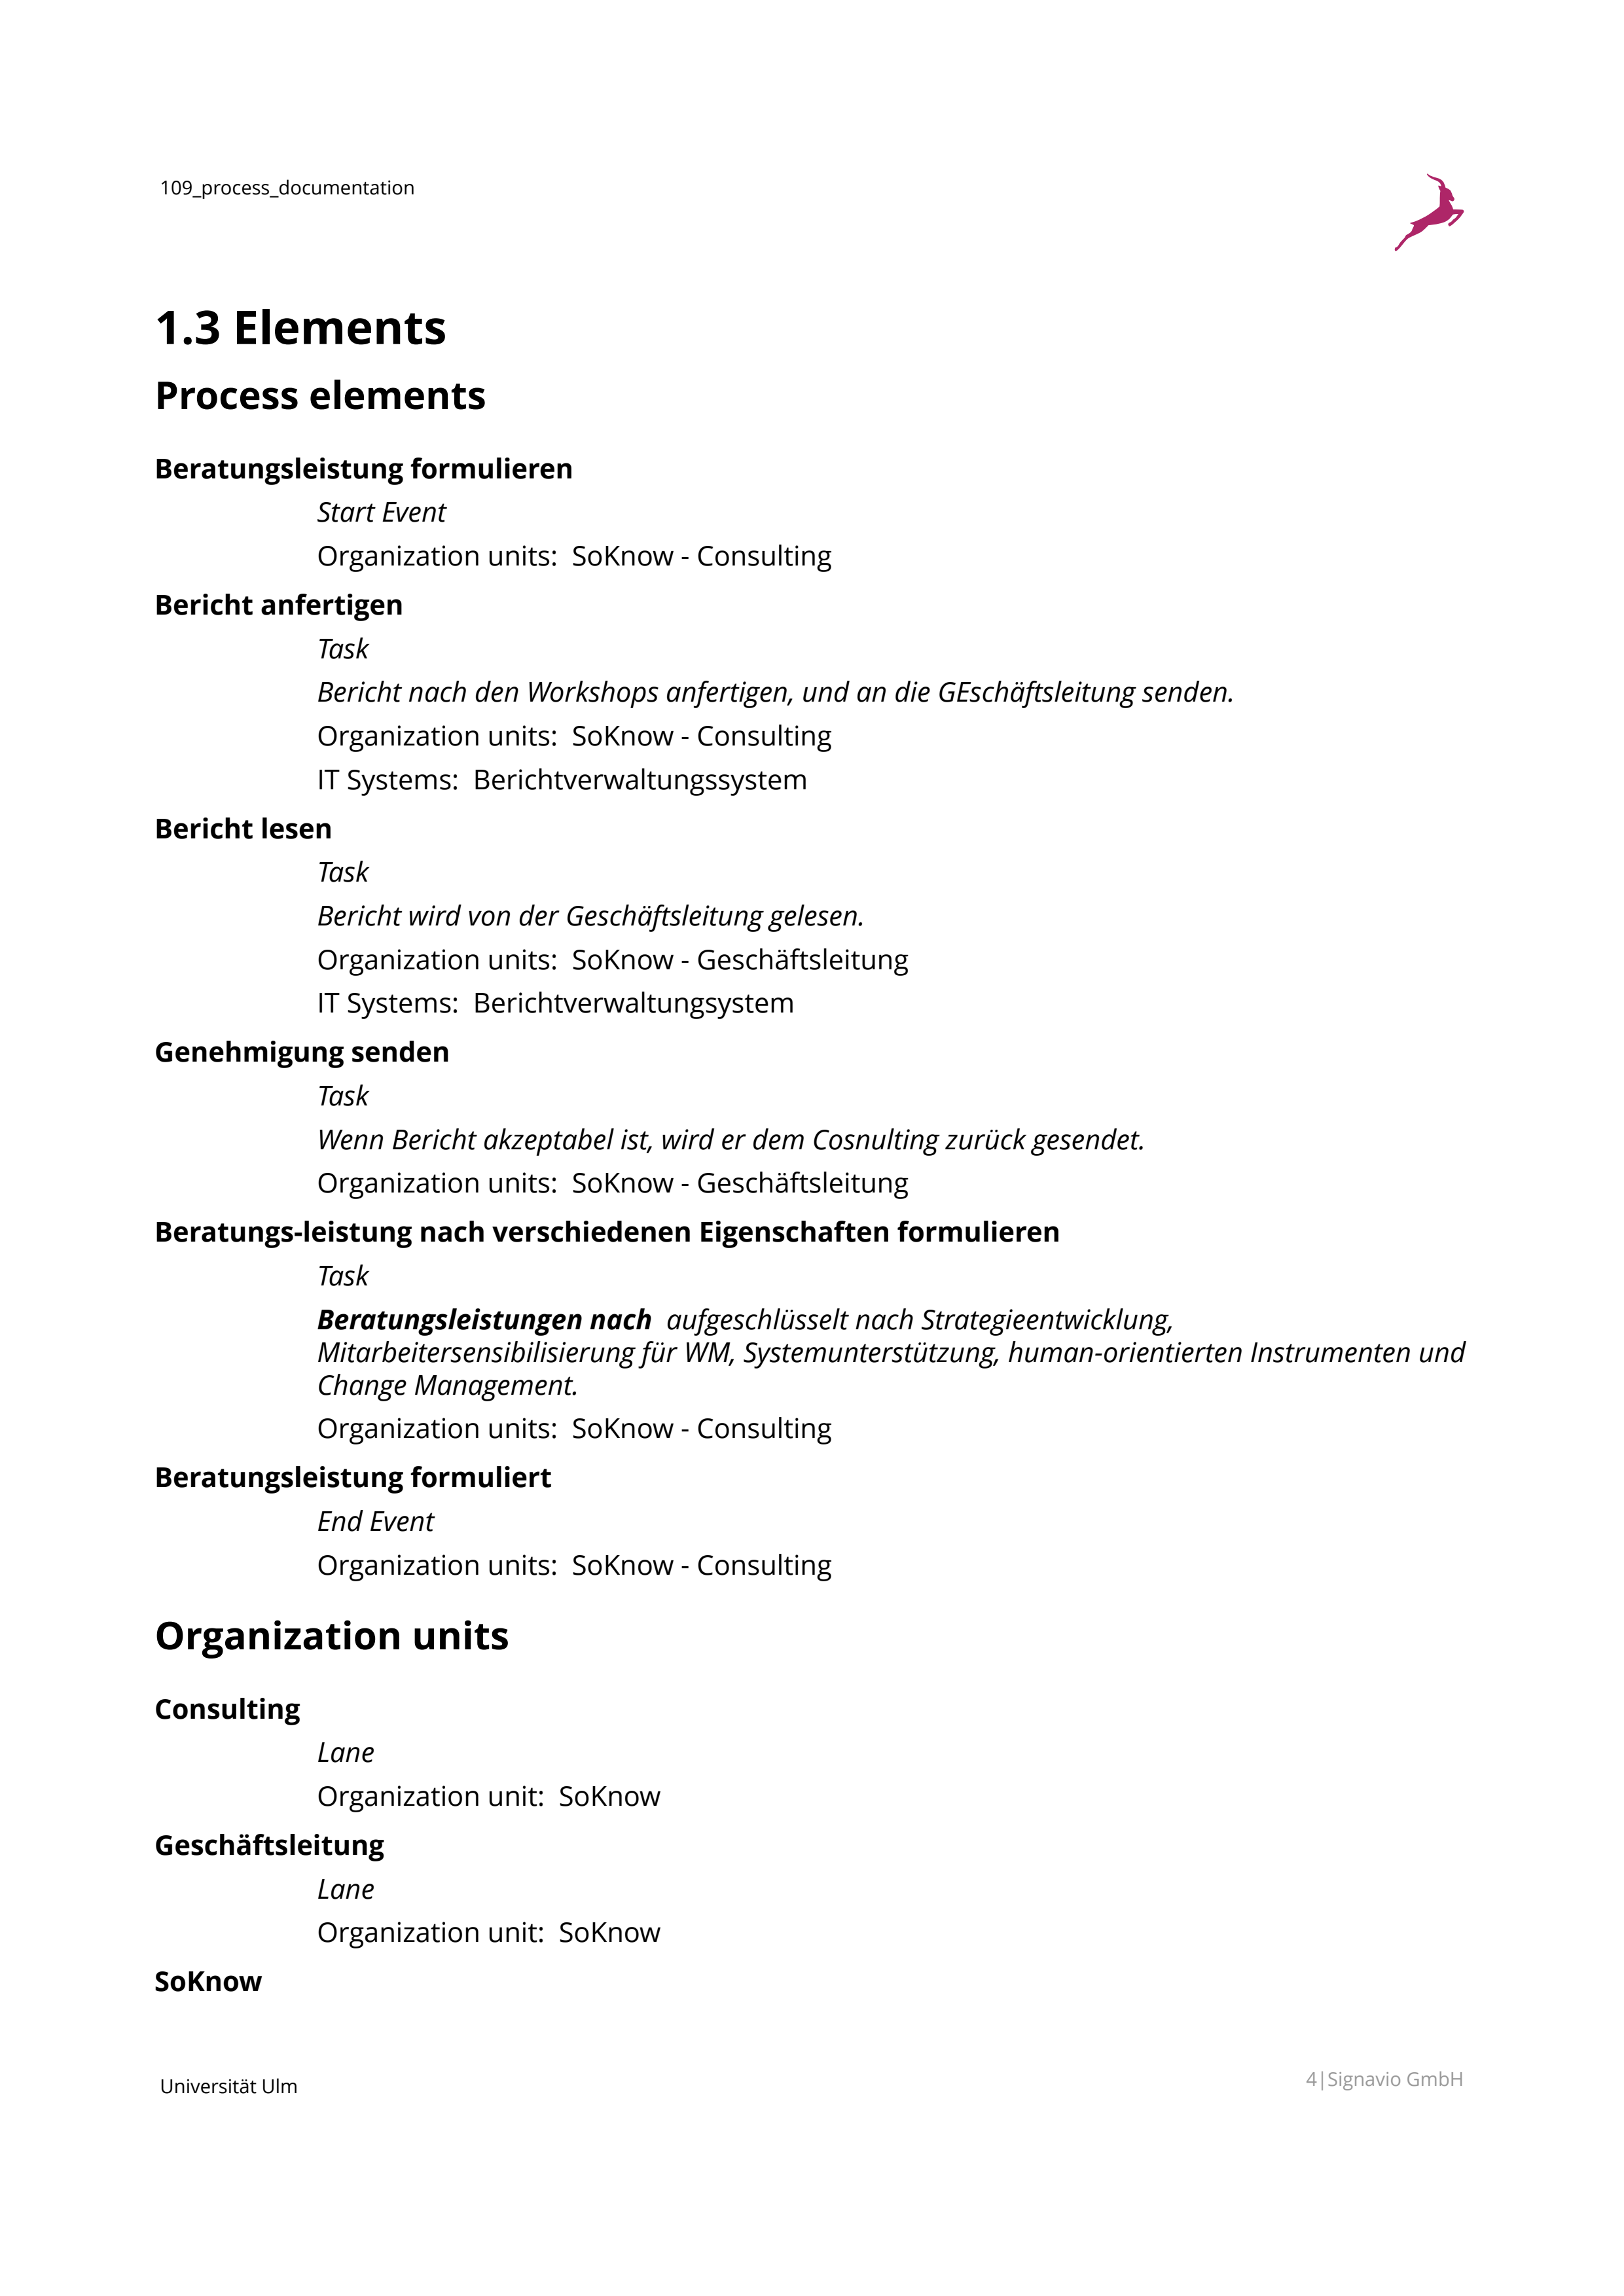 109_process_documentation
1.3 Elements
Process elements
Beratungsleistung formulieren
Start Event
Organization units:  SoKnow - Consulting
Bericht anfertigen
Task
Bericht nach den Workshops anfertigen, und an die GEschäftsleitung senden.
Organization units:  SoKnow - Consulting
IT Systems:  Berichtverwaltungssystem
Bericht lesen
Task
Bericht wird von der Geschäftsleitung gelesen.
Organization units:  SoKnow - Geschäftsleitung
IT Systems:  Berichtverwaltungsystem
Genehmigung senden
Task
Wenn Bericht akzeptabel ist, wird er dem Cosnulting zurück gesendet.
Organization units:  SoKnow - Geschäftsleitung
Beratungs-leistung nach verschiedenen Eigenschaften formulieren
Task
Beratungsleistungen nach  aufgeschlüsselt nach Strategieentwicklung,
Mitarbeitersensibilisierung für WM, Systemunterstützung, human-orientierten Instrumenten und
Change Management.
Organization units:  SoKnow - Consulting
Beratungsleistung formuliert
End Event
Organization units:  SoKnow - Consulting
Organization units
Consulting
Lane
Organization unit:  SoKnow
Geschäftsleitung
Lane
Organization unit:  SoKnow
SoKnow
Universität Ulm
4|Signavio GmbH